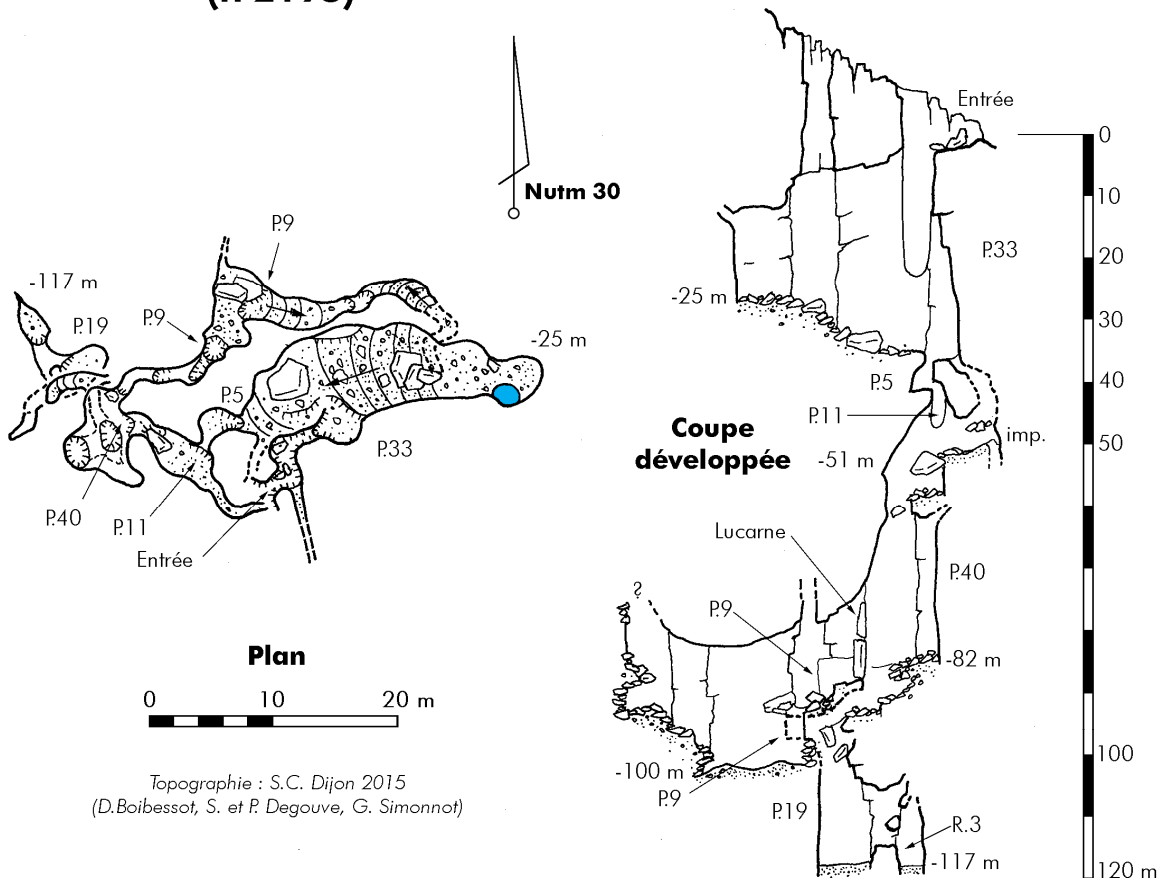 Nutm 30
P.9
-117 m
P.19
P.9
-25 m
P.5
P.33
P.40
P.11
Entrée
Plan
0 10 20 m
Topographie : S.C. Dijon 2015
(D.Boibessot, S. et P. Degouve, G. Simonnot)
Entrée
0
10
20
30
40
50
100
120 m
P.33
-25 m
P.5
P.11
imp.
Coupe
développée
-51 m
Lucarne
P.40
?
P.9
-82 m
-100 m
P.9
P.19
R.3
-117 m